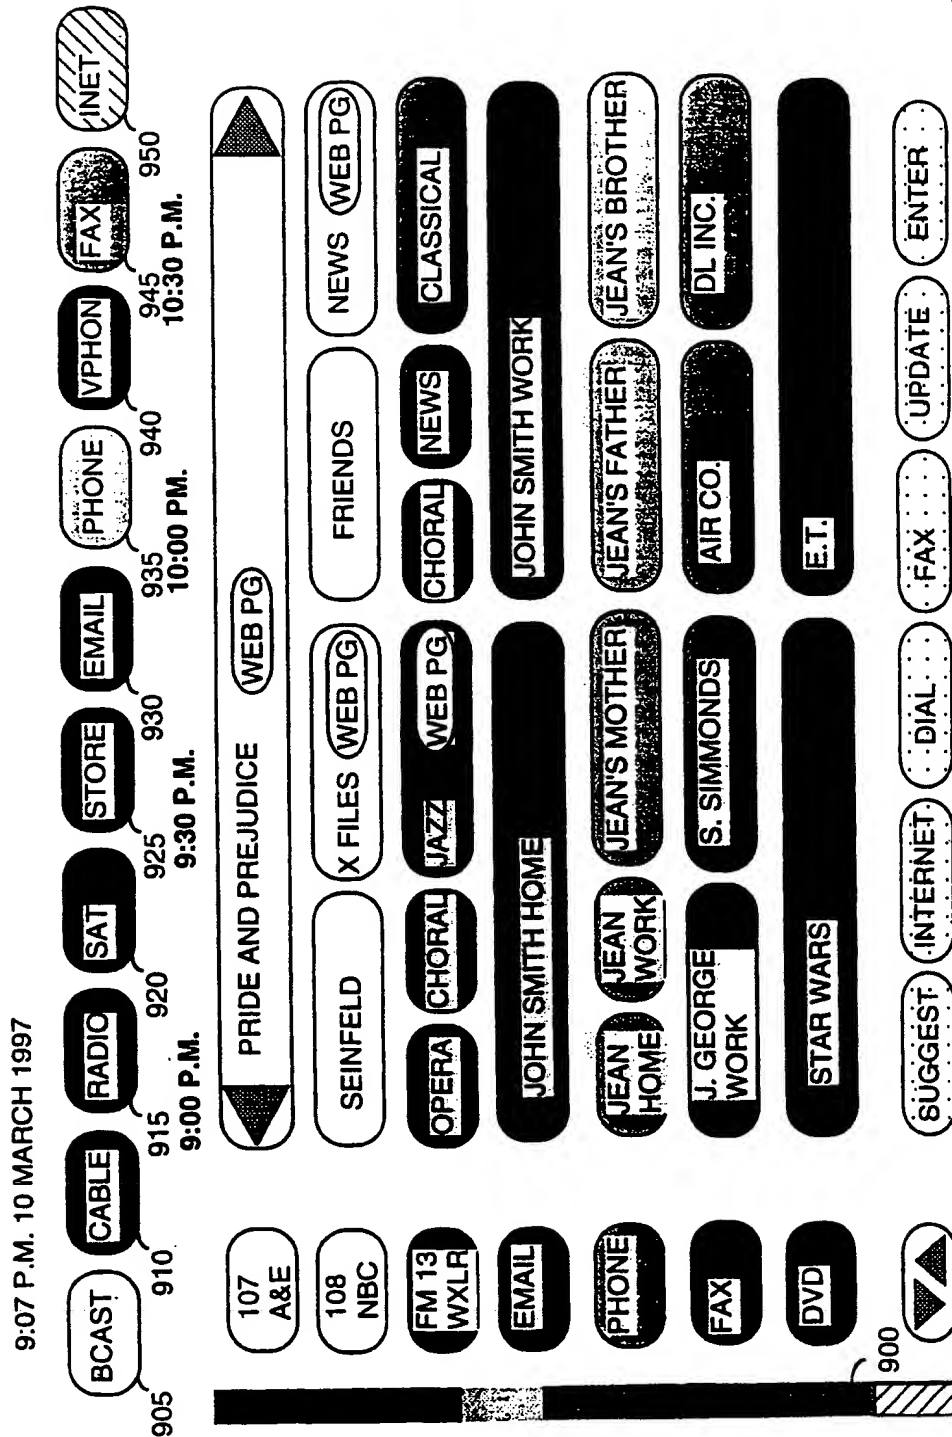 9:07 P.M. 10 MARCH 1997
BCAST CABLE RADIO SAT STORE EMAIL PHONE VPHON FAX INET
905 910 915 920 925 930 935 940 945 950
9:00 P.M. 9:30 P.M. 10:00 PM. 10:30 P.M.
107 A&E PRIDE AND PREJUDICE WEB PG
108 NBC SEINFELD X FILES WEB PG FRIENDS NEWS WEB PG
FM 13 WXLR OPERA CHORAL JAZZ WEB PG CHORAL NEWS CLASSICAL
EMAIL JOHN SMITH HOME JOHN SMITH WORK
PHONE JEAN HOME JEAN WORK JEAN'S MOTHER JEAN'S FATHER JEAN'S BROTHER
FAX J. GEORGE WORK S. SIMMONDS AIR CO. DL INC.
DVD STAR WARS E.T.
900
SUGGEST INTERNET DIAL FAX UPDATE ENTER